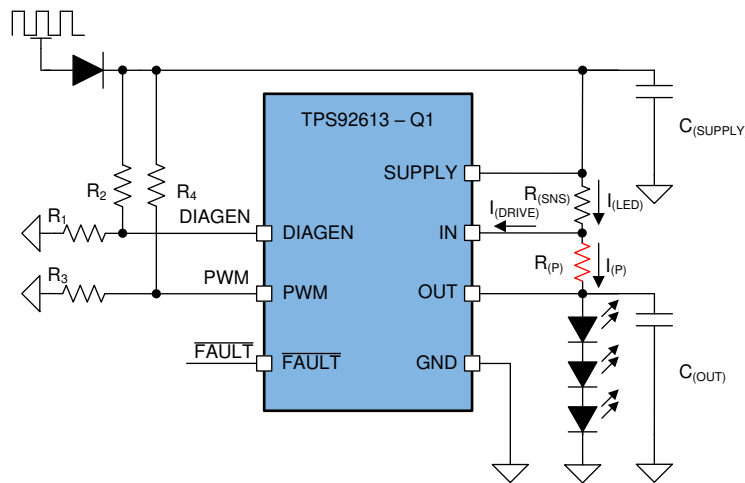 TPS92613 – Q1
C(SUPPLY)
SUPPLY
R2
R4
R(SNS)
I(LED)
I(DRIVE)
R1
DIAGEN
DIAGEN
IN
R(P)
I(P)
R3
PWM
PWM
OUT
FAULT
FAULT
GND
C(OUT)